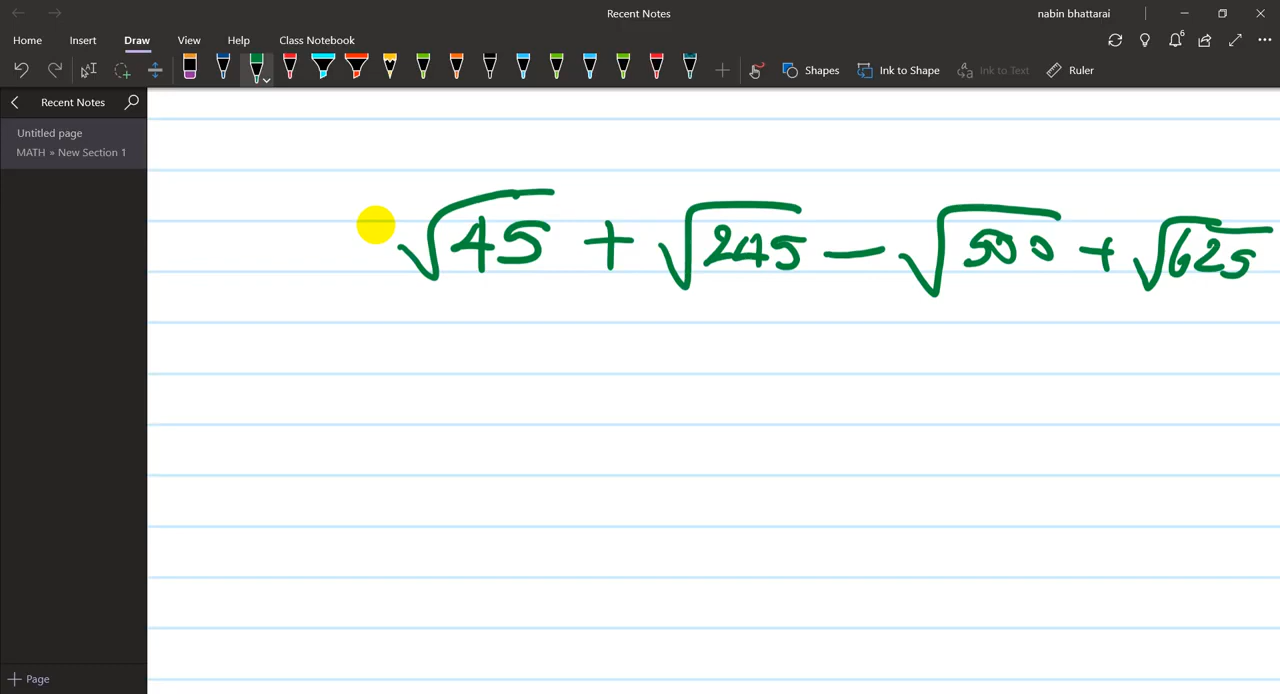 Recent Notes
nabin bhattarai
Home Insert Draw View Help Class Notebook
6
Shapes Ink to Shape Ink to Text Ruler
Recent Notes
Untitled page
MATH » New Section 1
√45 + √245 - √500 + √625
Page